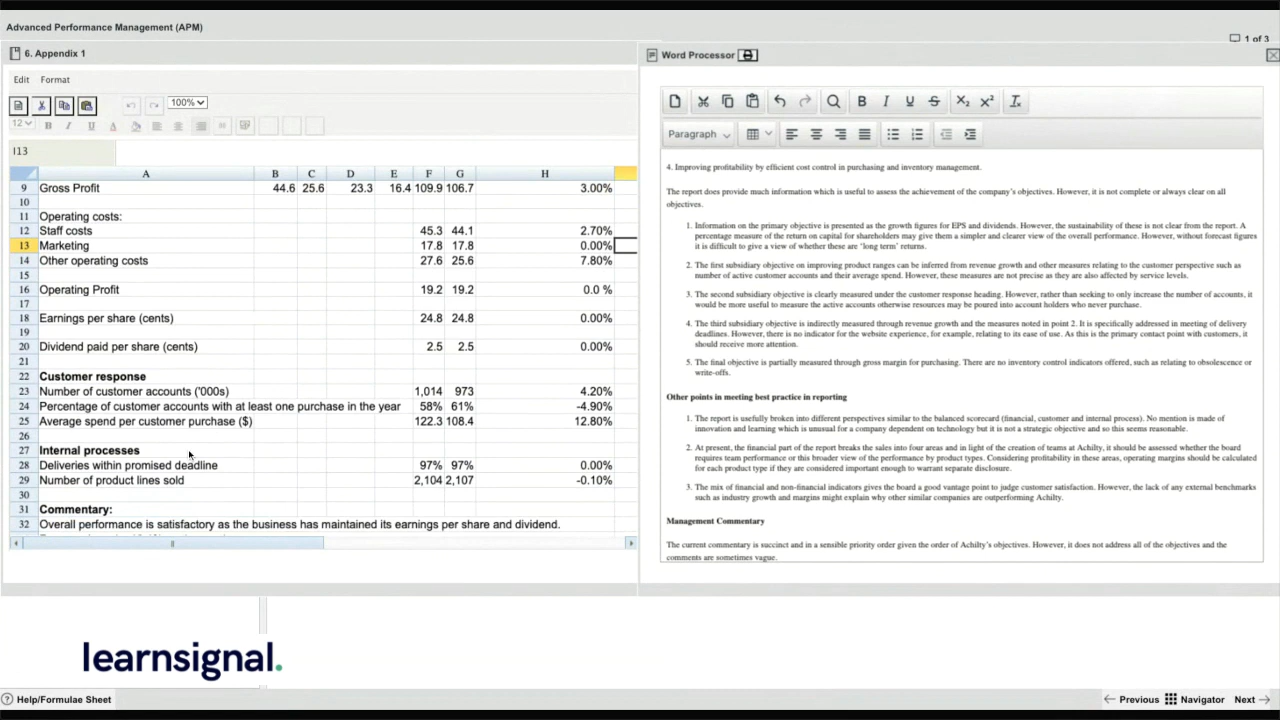 Advanced Performance Management (APM)
1 of 3
6. Appendix 1
Edit Format
100%
12 B I U A
I13
A B C D E F G H
9 Gross Profit 44.6 25.6 23.3 16.4 109.9 106.7 3.00%
10
11 Operating costs:
12 Staff costs 45.3 44.1 2.70%
13 Marketing 17.8 17.8 0.00%
14 Other operating costs 27.6 25.6 7.80%
15
16 Operating Profit 19.2 19.2 0.0 %
17
18 Earnings per share (cents) 24.8 24.8 0.00%
19
20 Dividend paid per share (cents) 2.5 2.5 0.00%
21
22 Customer response
23 Number of customer accounts ('000s) 1,014 973 4.20%
24 Percentage of customer accounts with at least one purchase in the year 58% 61% -4.90%
25 Average spend per customer purchase ($) 122.3 108.4 12.80%
26
27 Internal processes
28 Deliveries within promised deadline 97% 97% 0.00%
29 Number of product lines sold 2,104 2,107 -0.10%
30
31 Commentary:
32 Overall performance is satisfactory as the business has maintained its earnings per share and dividend.
Word Processor
B I U S X₂ X² Ix
Paragraph
4. Improving profitability by efficient cost control in purchasing and inventory management.
The report does provide much information which is useful to assess the achievement of the company's objectives. However, it is not complete or always clear on all
objectives.
1. Information on the primary objective is presented as the growth figures for EPS and dividends. However, the sustainability of these is not clear from the report. A
percentage measure of the return on capital for shareholders may give them a simpler and clearer view of the overall performance. However, without forecast figures
it is difficult to give a view of whether these are 'long term' returns.
2. The first subsidiary objective on improving product ranges can be inferred from revenue growth and other measures relating to the customer perspective such as
number of active customer accounts and their average spend. However, these measures are not precise as they are also affected by service levels.
3. The second subsidiary objective is clearly measured under the customer response heading. However, rather than seeking to only increase the number of accounts, it
would be more useful to measure the active accounts otherwise resources may be poured into account holders who never purchase.
4. The third subsidiary objective is indirectly measured through revenue growth and the measures noted in point 2. It is specifically addressed in meeting of delivery
deadlines. However, there is no indicator for the website experience, for example, relating to its ease of use. As this is the primary contact point with customers, it
should receive more attention.
5. The final objective is partially measured through gross margin for purchasing. There are no inventory control indicators offered, such as relating to obsolescence or
write-offs.
Other points in meeting best practice in reporting
1. The report is usefully broken into different perspectives similar to the balanced scorecard (financial, customer and internal process). No mention is made of
innovation and learning which is unusual for a company dependent on technology but it is not a strategic objective and so this seems reasonable.
2. At present, the financial part of the report breaks the sales into four areas and in light of the creation of teams at Achilty, it should be assessed whether the board
requires team performance or this broader view of the performance by product types. Considering profitability in these areas, operating margins should be calculated
for each product type if they are considered important enough to warrant separate disclosure.
3. The mix of financial and non-financial indicators gives the board a good vantage point to judge customer satisfaction. However, the lack of any external benchmarks
such as industry growth and margins might explain why other similar companies are outperforming Achilty.
Management Commentary
The current commentary is succinct and in a sensible priority order given the order of Achilty's objectives. However, it does not address all of the objectives and the
comments are sometimes vague.
learnsignal.
Help/Formulae Sheet
Previous Navigator Next